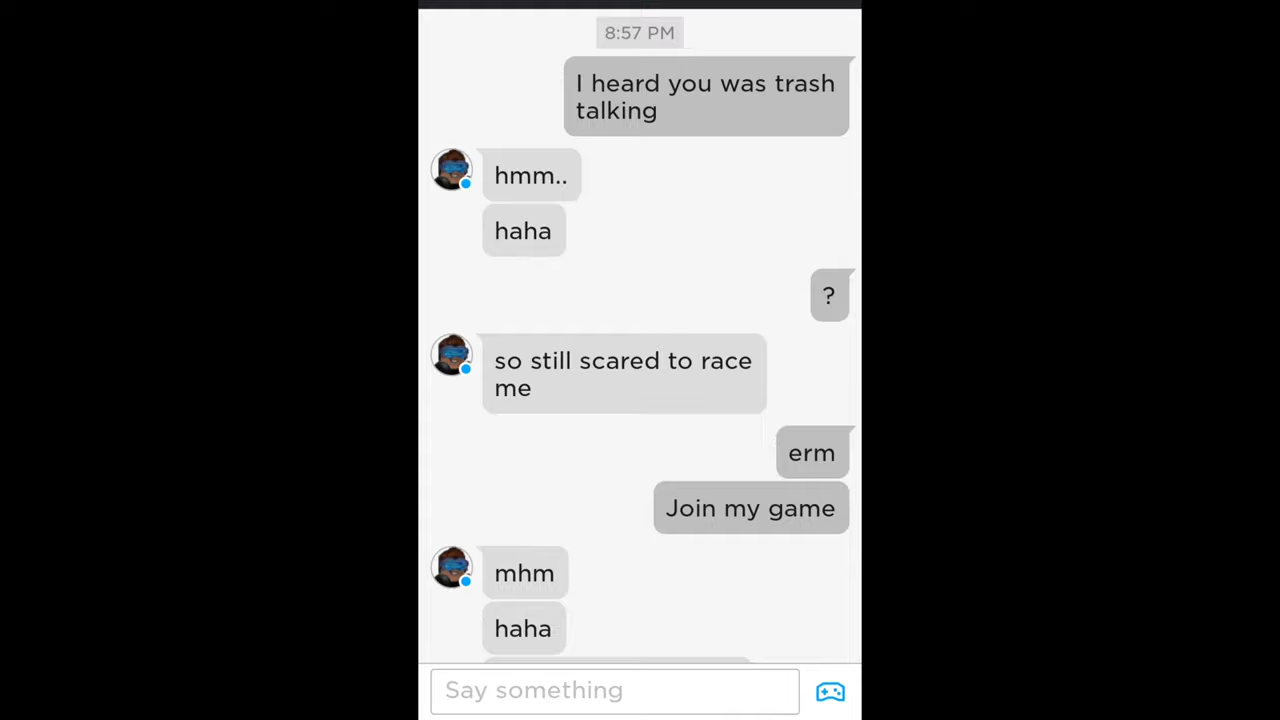 8:57 PM
I heard you was trash
talking
hmm..
haha
?
so still scared to race
me
erm
Join my game
mhm
haha
Say something